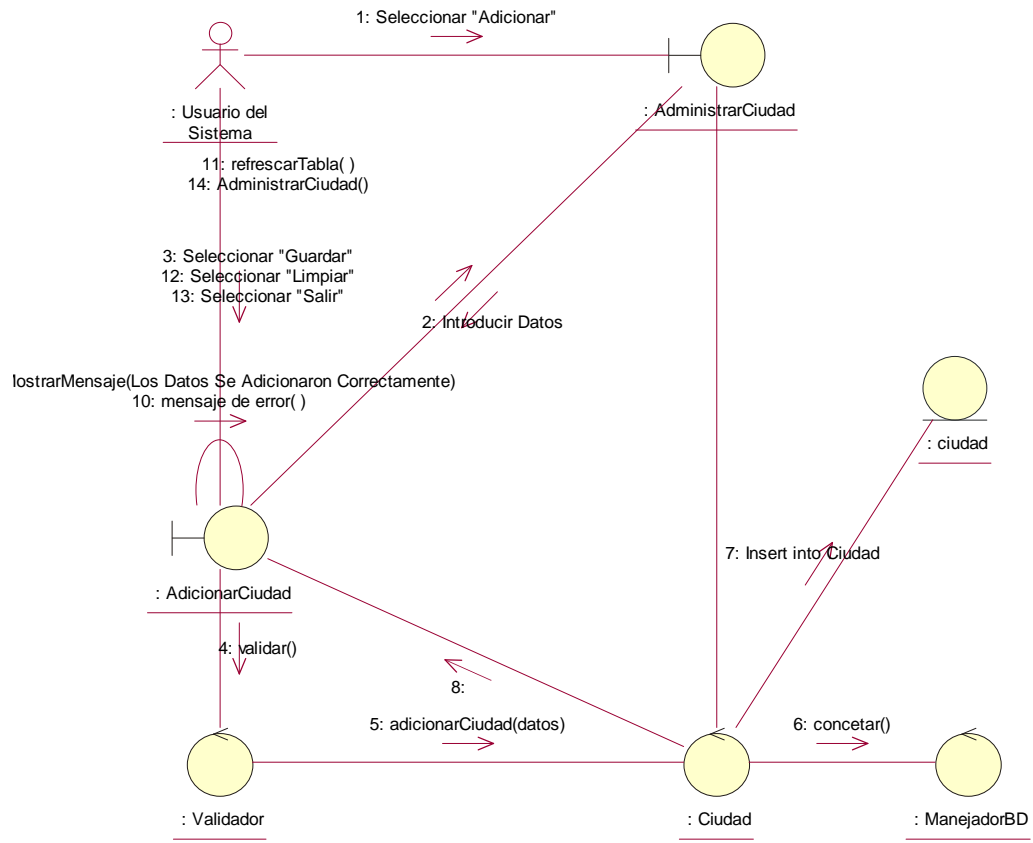 1: Seleccionar "Adicionar"
: Usuario del
Sistema
: AdministrarCiudad
11: refrescarTabla( )
14: AdministrarCiudad()
3: Seleccionar "Guardar"
12: Seleccionar "Limpiar"
13: Seleccionar "Salir"
2: Introducir Datos
lostrarMensaje(Los Datos Se Adicionaron Correctamente)
10: mensaje de error( )
: ciudad
7: Insert into Ciudad
: AdicionarCiudad
4: validar()
8:
5: adicionarCiudad(datos)
6: concetar()
: Validador
: Ciudad
: ManejadorBD